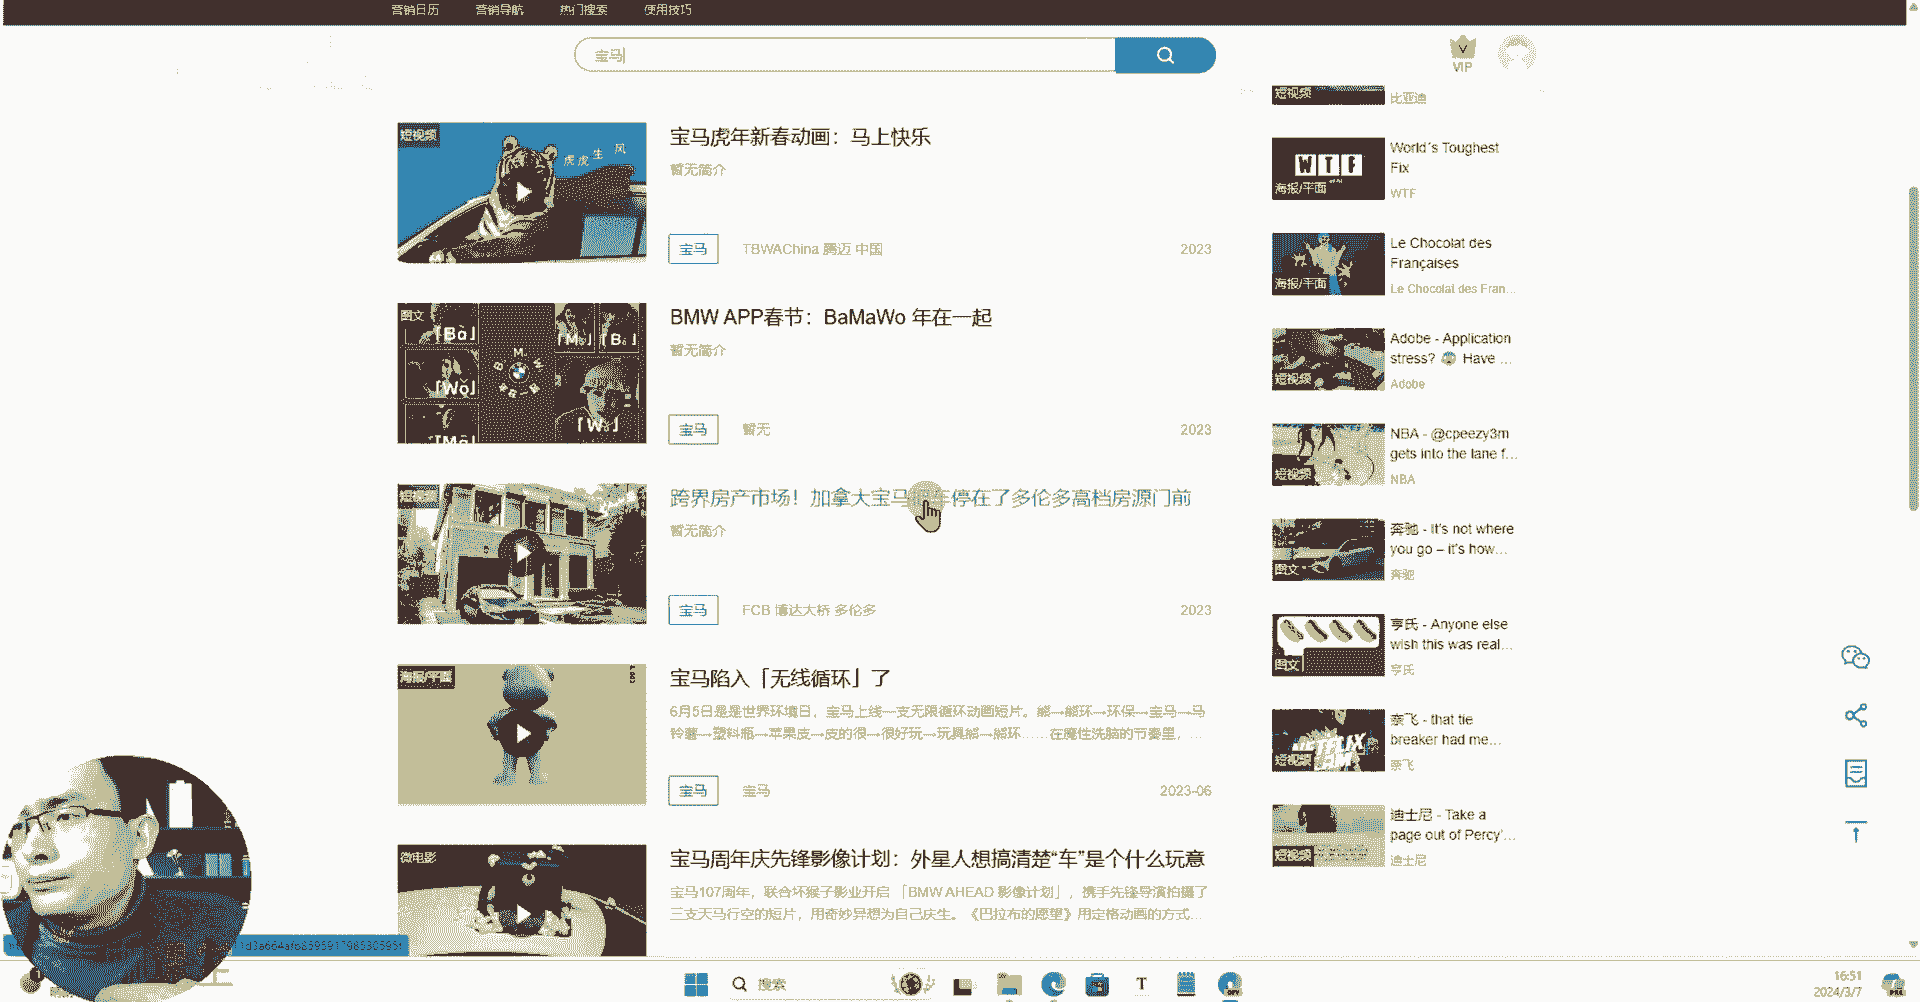 营销日历 营销导航 热门搜索 使用技巧
宝马
VIP
短视频
宝马虎年新春动画：马上快乐
暂无简介
虎虎生风
宝马 TBWAChina 腾迈 中国 2023
图文
BMW APP春节：BaMaWo 年在一起
暂无简介
宝马 暂无 2023
跨界房产市场！加拿大宝马 停在了多伦多高档房源门前
暂无简介
宝马 FCB 博达大桥 多伦多 2023
海报/平面
宝马陷入「无线循环」了
6月5日是世界环境日，宝马上线一支无限循环动画短片。熊→熊环→环保→宝马→马
铃薯→塑料瓶→苹果皮→皮的很→很好玩→玩具熊→熊环……在魔性洗脑的节奏里，...
宝马 宝马 2023-06
微电影
宝马周年庆先锋影像计划：外星人想搞清楚“车”是个什么玩意
宝马107周年，联合坏猴子影业开启「BMW AHEAD 影像计划」，携手先锋导演拍摄了
三支天马行空的短片，用奇妙异想为自己庆生。《巴拉布的愿望》用定格动画的方式...
短视频
比亚迪
WTF
海报/平面
World´s Toughest
Fix
WTF
海报/平面
Le Chocolat des
Françaises
Le Chocolat des Fran...
短视频
Adobe - Application
stress? Have ...
Adobe
短视频
NBA - @cpeezy3m
gets into the lane f...
NBA
图文
奔驰 - It's not where
you go – it's how...
奔驰
图文
亨氏 - Anyone else
wish this was real...
亨氏
短视频
奈飞 - that tie
breaker had me...
奈飞
短视频
迪士尼 - Take a
page out of Percy'...
迪士尼
搜索
16:51
2024/3/7